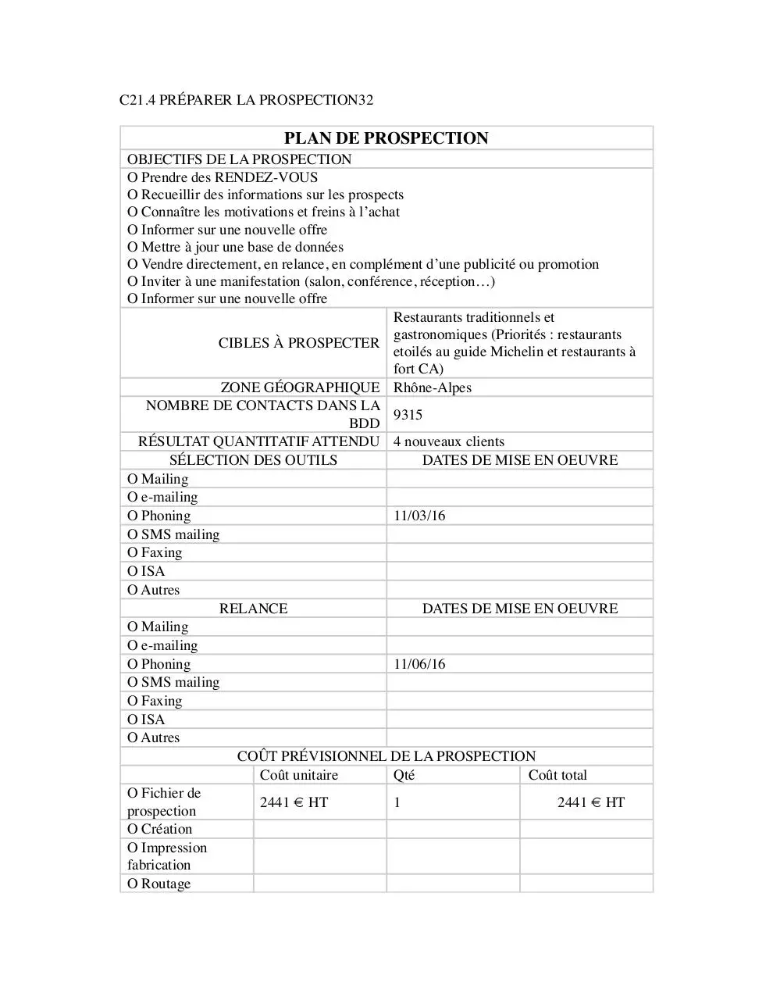 C21.4 PRÉPARER LA PROSPECTION32
PLAN DE PROSPECTION
OBJECTIFS DE LA PROSPECTION
O Prendre des RENDEZ-VOUS
O Recueillir des informations sur les prospects
O Connaître les motivations et freins à l’achat
O Informer sur une nouvelle offre
O Mettre à jour une base de données
O Vendre directement, en relance, en complément d’une publicité ou promotion
O Inviter à une manifestation (salon, conférence, réception…)
O Informer sur une nouvelle offre
CIBLES À PROSPECTER
Restaurants traditionnels et
gastronomiques (Priorités : restaurants
etoilés au guide Michelin et restaurants à
fort CA)
ZONE GÉOGRAPHIQUE Rhône-Alpes
NOMBRE DE CONTACTS DANS LA
BDD
9315
RÉSULTAT QUANTITATIF ATTENDU 4 nouveaux clients
SÉLECTION DES OUTILS DATES DE MISE EN OEUVRE
O Mailing
O e-mailing
O Phoning 11/03/16
O SMS mailing
O Faxing
O ISA
O Autres
RELANCE DATES DE MISE EN OEUVRE
O Mailing
O e-mailing
O Phoning 11/06/16
O SMS mailing
O Faxing
O ISA
O Autres
COÛT PRÉVISIONNEL DE LA PROSPECTION
Coût unitaire Qté Coût total
O Fichier de
prospection
2441 € HT 1 2441 € HT
O Création
O Impression
fabrication
O Routage